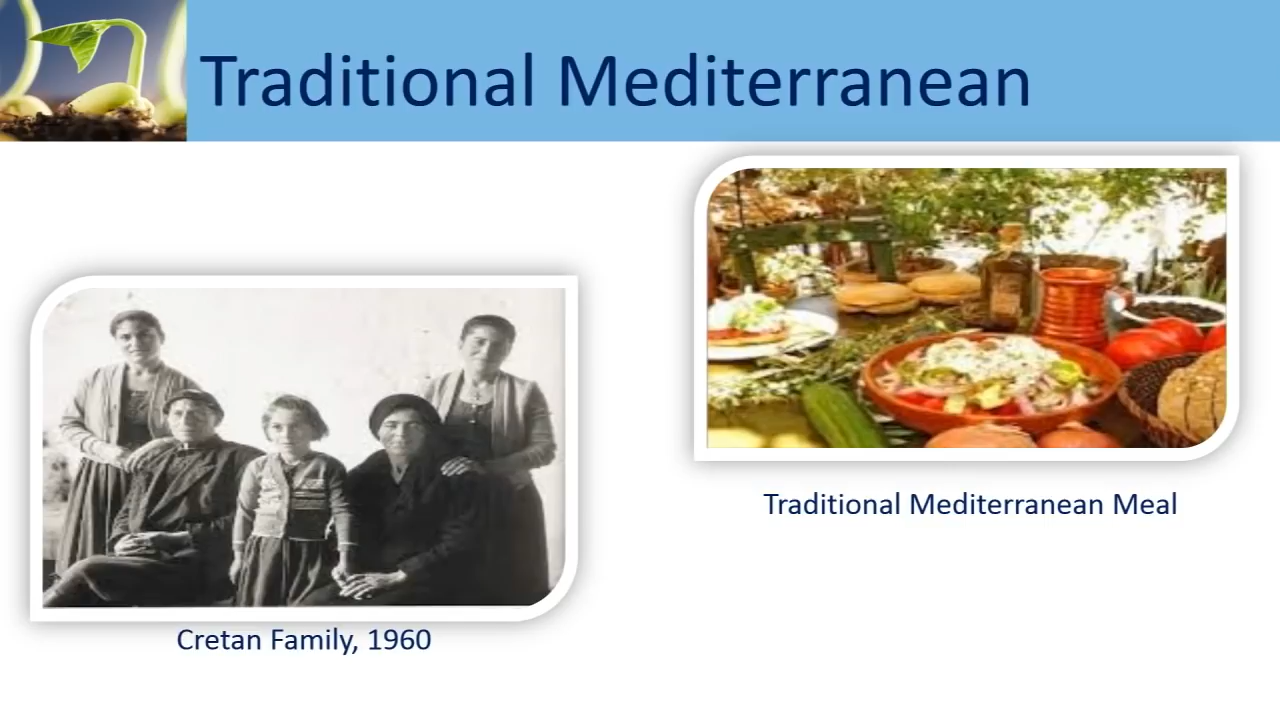 Traditional Mediterranean
Traditional Mediterranean Meal
Cretan Family, 1960